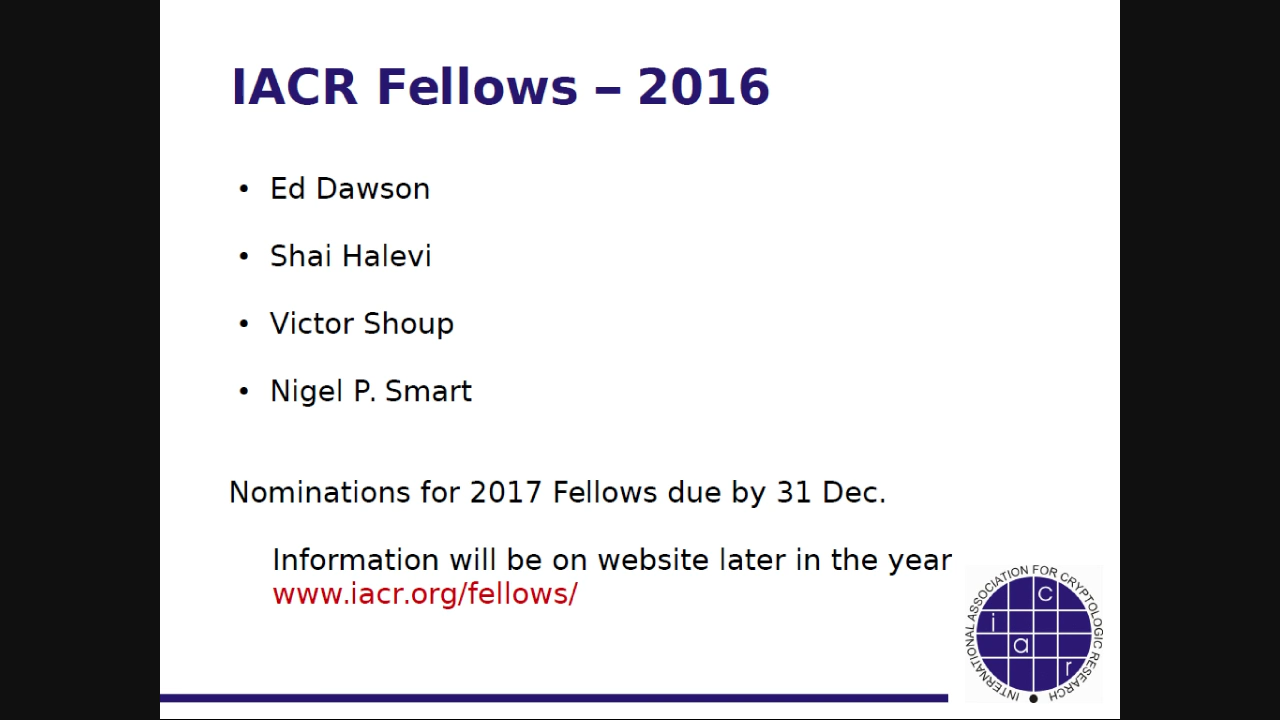 IACR Fellows – 2016
• Ed Dawson
• Shai Halevi
• Victor Shoup
• Nigel P. Smart
Nominations for 2017 Fellows due by 31 Dec.
Information will be on website later in the year
www.iacr.org/fellows/
INTERNATIONAL ASSOCIATION FOR CRYPTOLOGIC RESEARCH
c
i
a
r